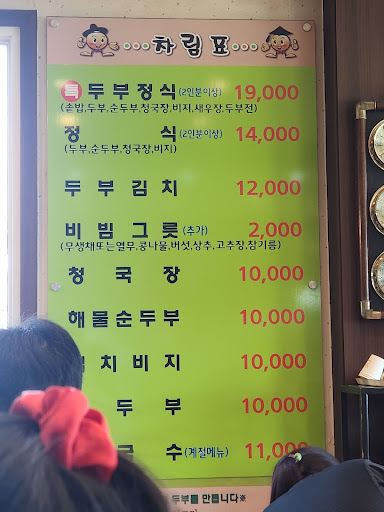 ···차림표···
특 두부정식(2인분이상) 19,000
(솥밥,두부,순두부,청국장,비지,새우장,두부전)
정 식(2인분이상) 14,000
(두부,순두부,청국장,비지)
두 부 김 치 12,000
비 빔 그 릇(추가) 2,000
(무생채또는열무,콩나물,버섯,상추,고추장,참기름)
청 국 장 10,000
해물순두부 10,000
치비지 10,000
두 부 10,000
수(계절메뉴) 11,000
두부를 만듭니다※